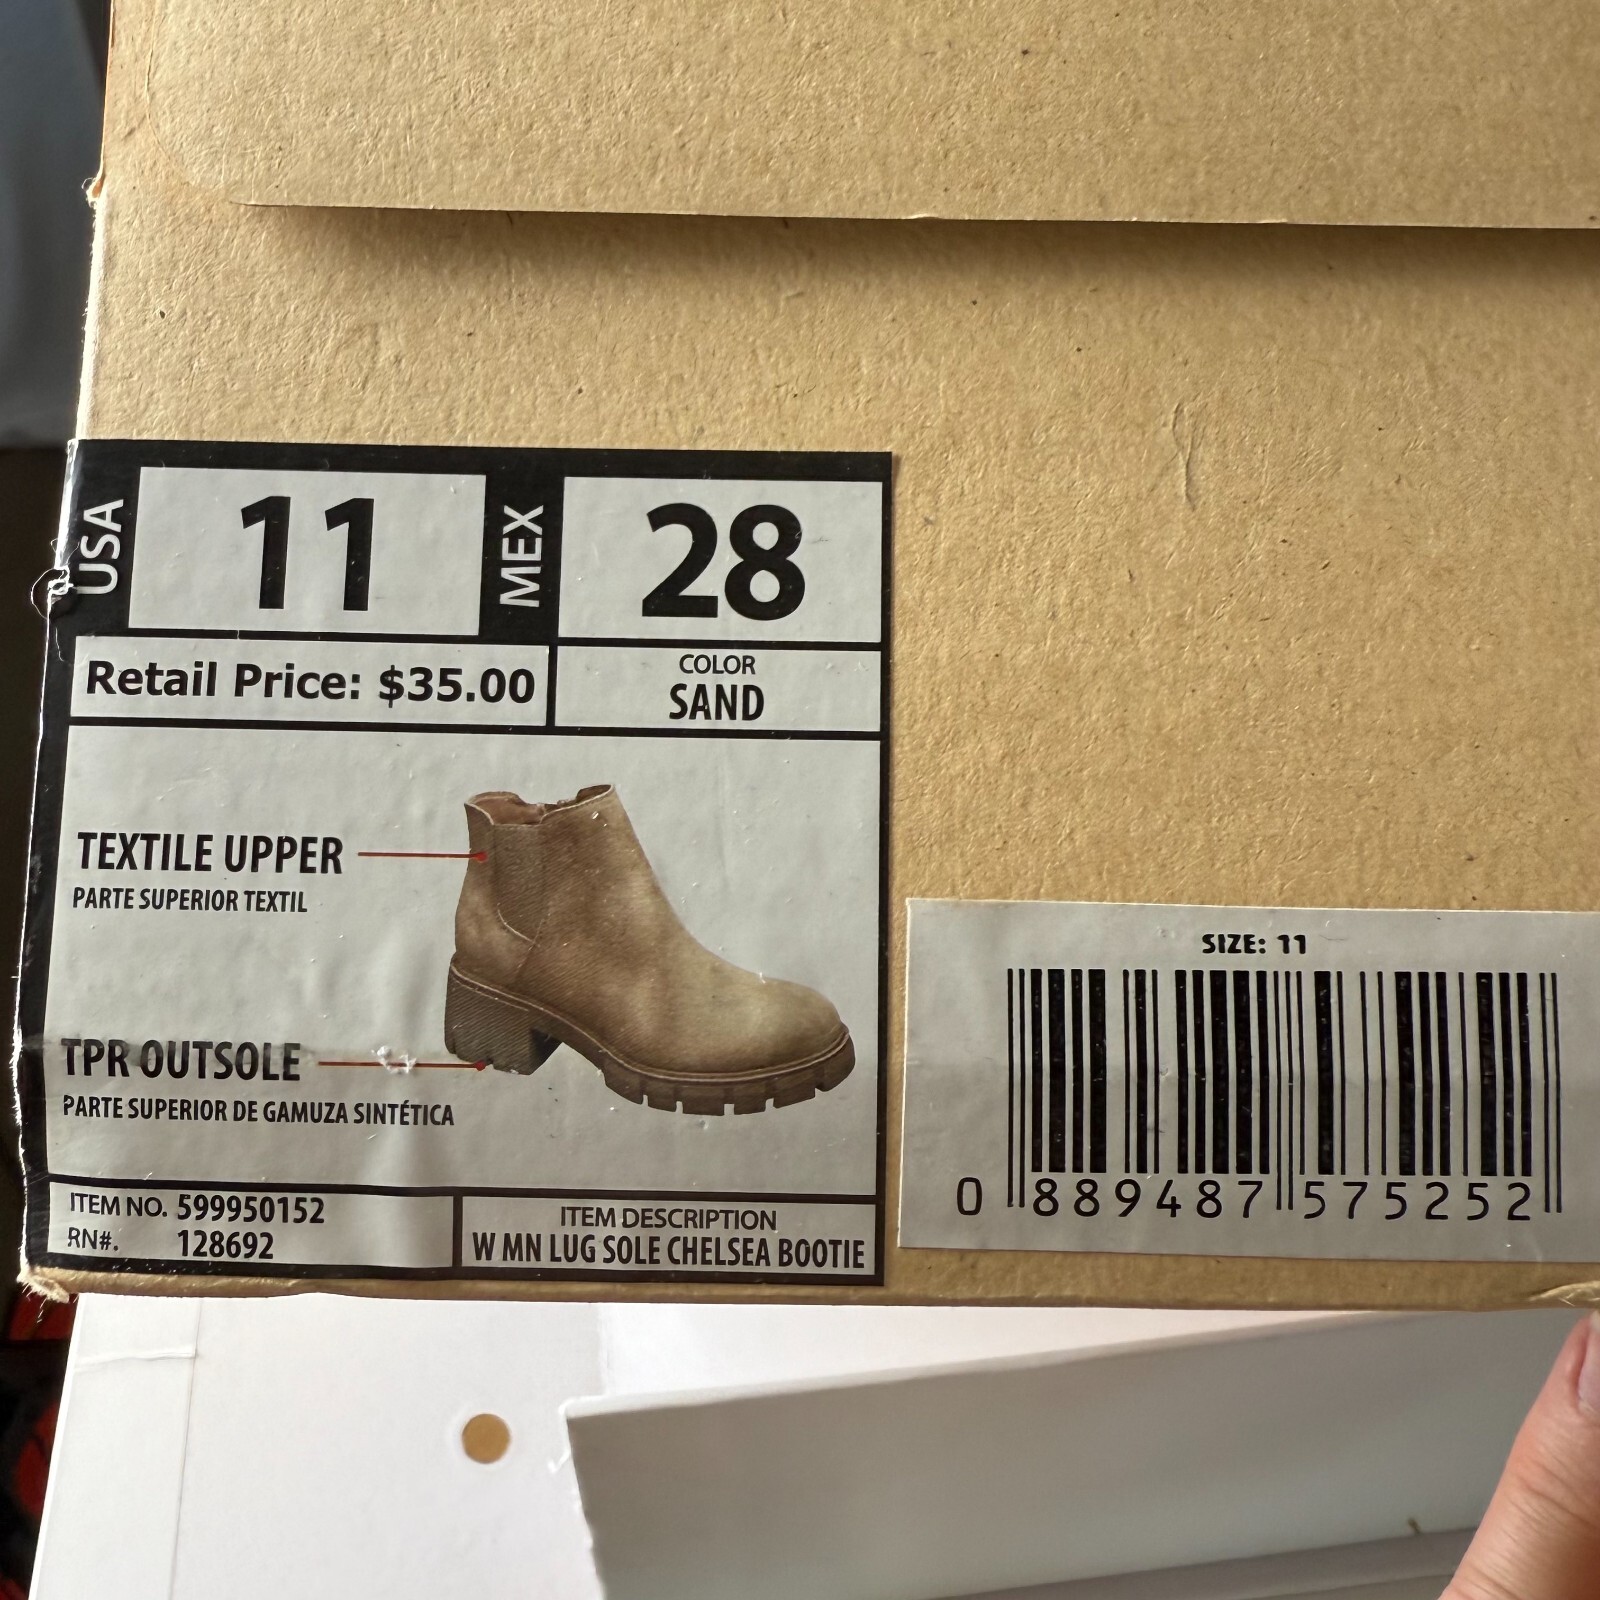 USA
11
MEX
28
Retail Price: $35.00
COLOR
SAND
TEXTILE UPPER
PARTE SUPERIOR TEXTIL
TPR OUTSOLE
PARTE SUPERIOR DE GAMUZA SINTÉTICA
ITEM NO. 599950152
RN#. 128692
ITEM DESCRIPTION
W MN LUG SOLE CHELSEA BOOTIE
SIZE: 11
0 889487 575252